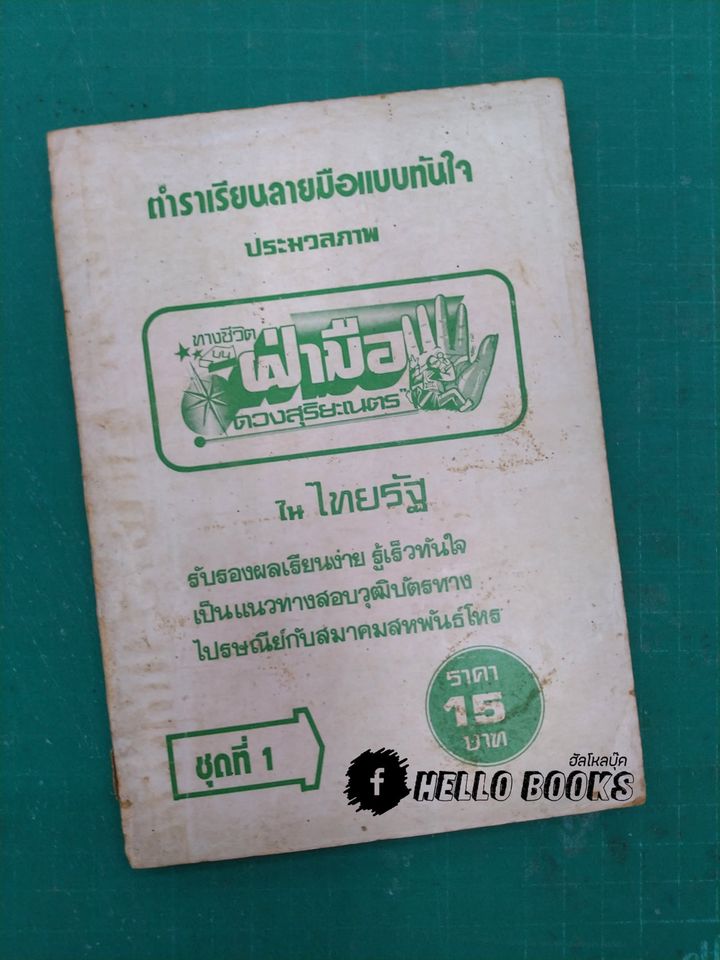 ตำราเรียนลายมือแบบทันใจ
ประมวลภาพ
ทางชีวิต
บน
ฝ่ามือ
"ดวงสุริยะเนตร"
ใน ไทยรัฐ
รับรองผลเรียนง่าย รู้เร็วทันใจ
เป็นแนวทางสอบวุฒิบัตรทาง
ไปรษณีย์กับสมาคมสหพันธ์โหร
ราคา
15
บาท
ชุดที่ 1
ฮัลโหลบุ๊ค
f HELLO BOOKS